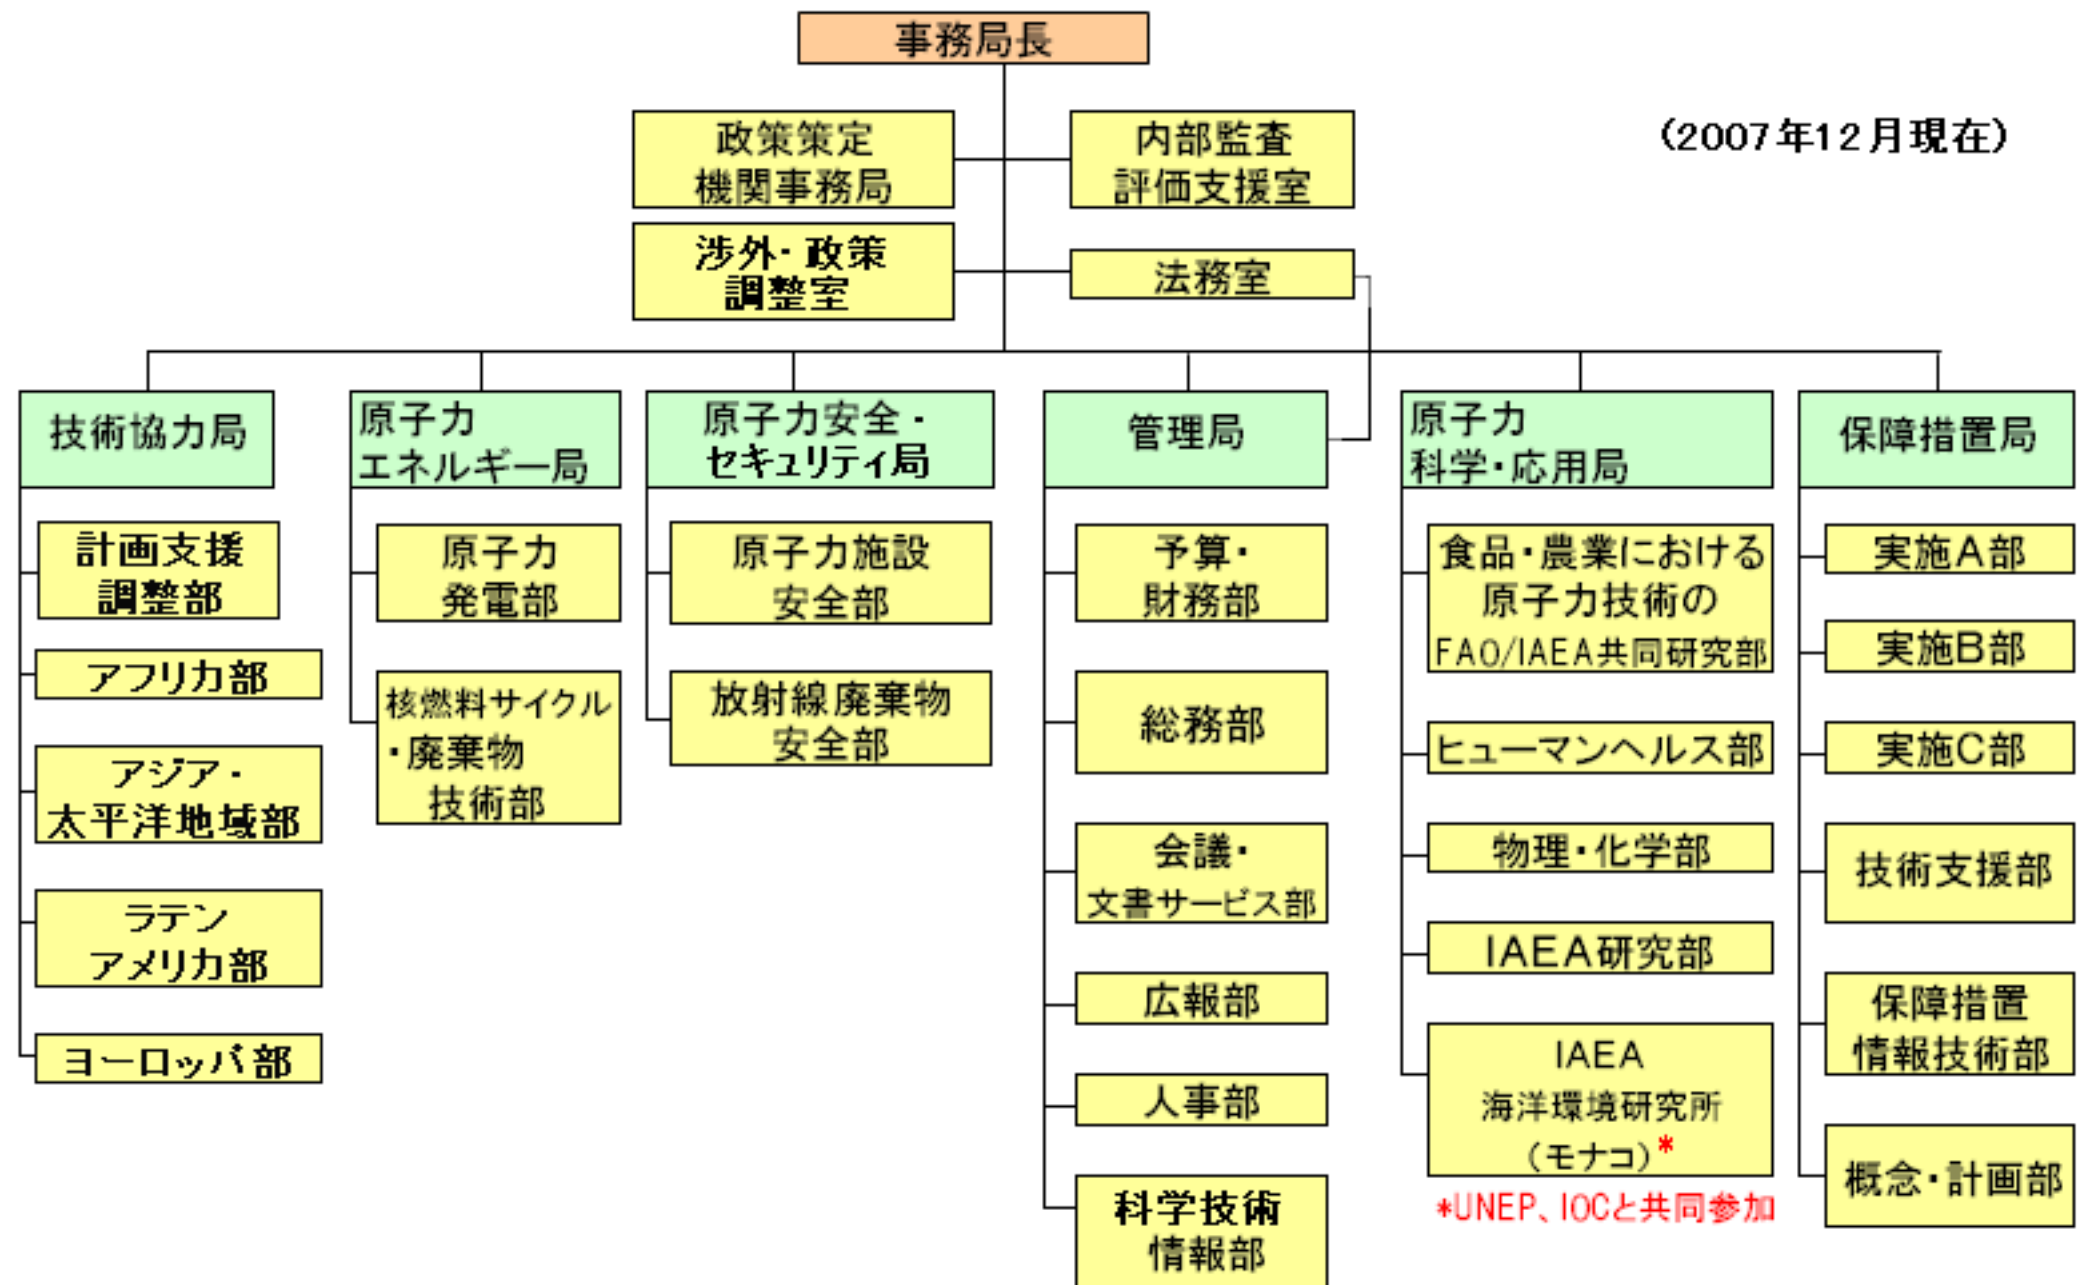 事務局長
(2007年12月現在)
政策策定
機関事務局
内部監査
評価支援室
渉外・政策
調整室
法務室
技術協力局
計画支援
調整部
アフリカ部
アジア・
太平洋地域部
ラテン
アメリカ部
ヨーロッパ部
原子力
エネルギー局
原子力
発電部
核燃料サイクル
・廃棄物
技術部
原子力安全・
セキュリティ局
原子力施設
安全部
放射線廃棄物
安全部
管理局
予算・
財務部
総務部
会議・
文書サービス部
広報部
人事部
科学技術
情報部
原子力
科学・応用局
食品・農業における
原子力技術の
FAO/IAEA共同研究部
ヒューマンヘルス部
物理・化学部
IAEA研究部
IAEA
海洋環境研究所
(モナコ)*
*UNEP、IOCと共同参加
保障措置局
実施A部
実施B部
実施C部
技術支援部
保障措置
情報技術部
概念・計画部